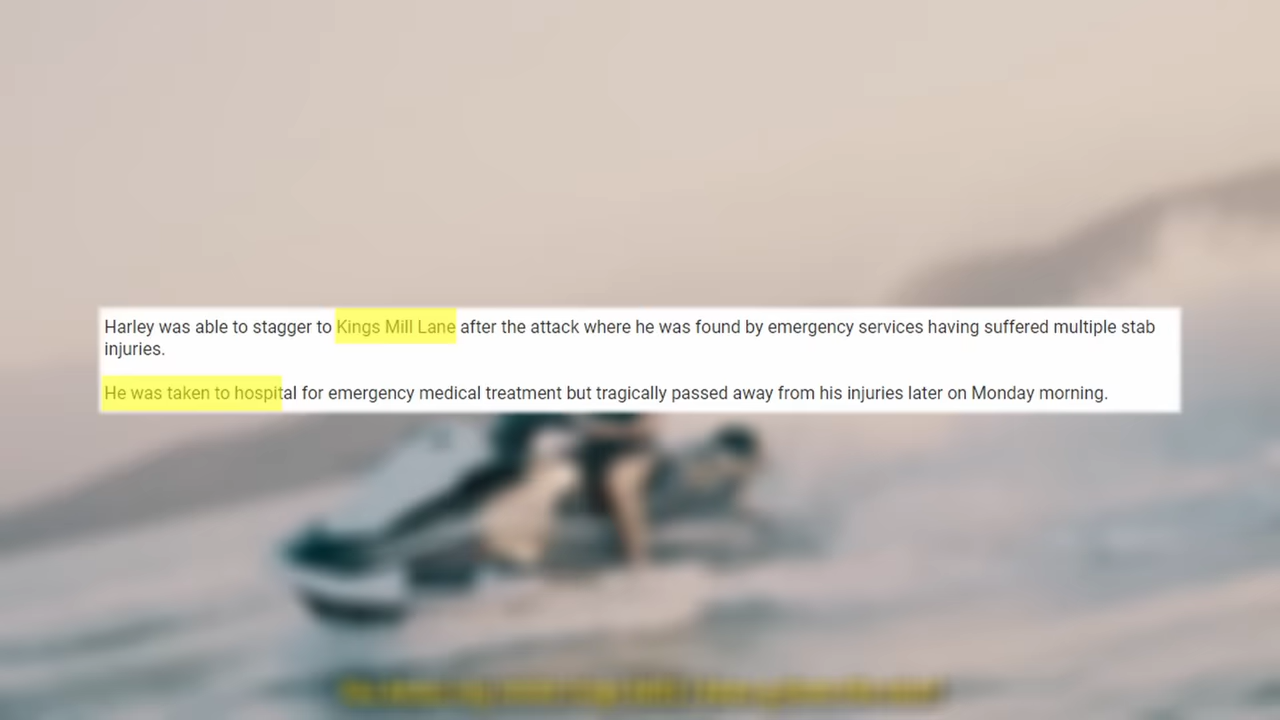 Harley was able to stagger to Kings Mill Lane after the attack where he was found by emergency services having suffered multiple stab
injuries.
He was taken to hospital for emergency medical treatment but tragically passed away from his injuries later on Monday morning.